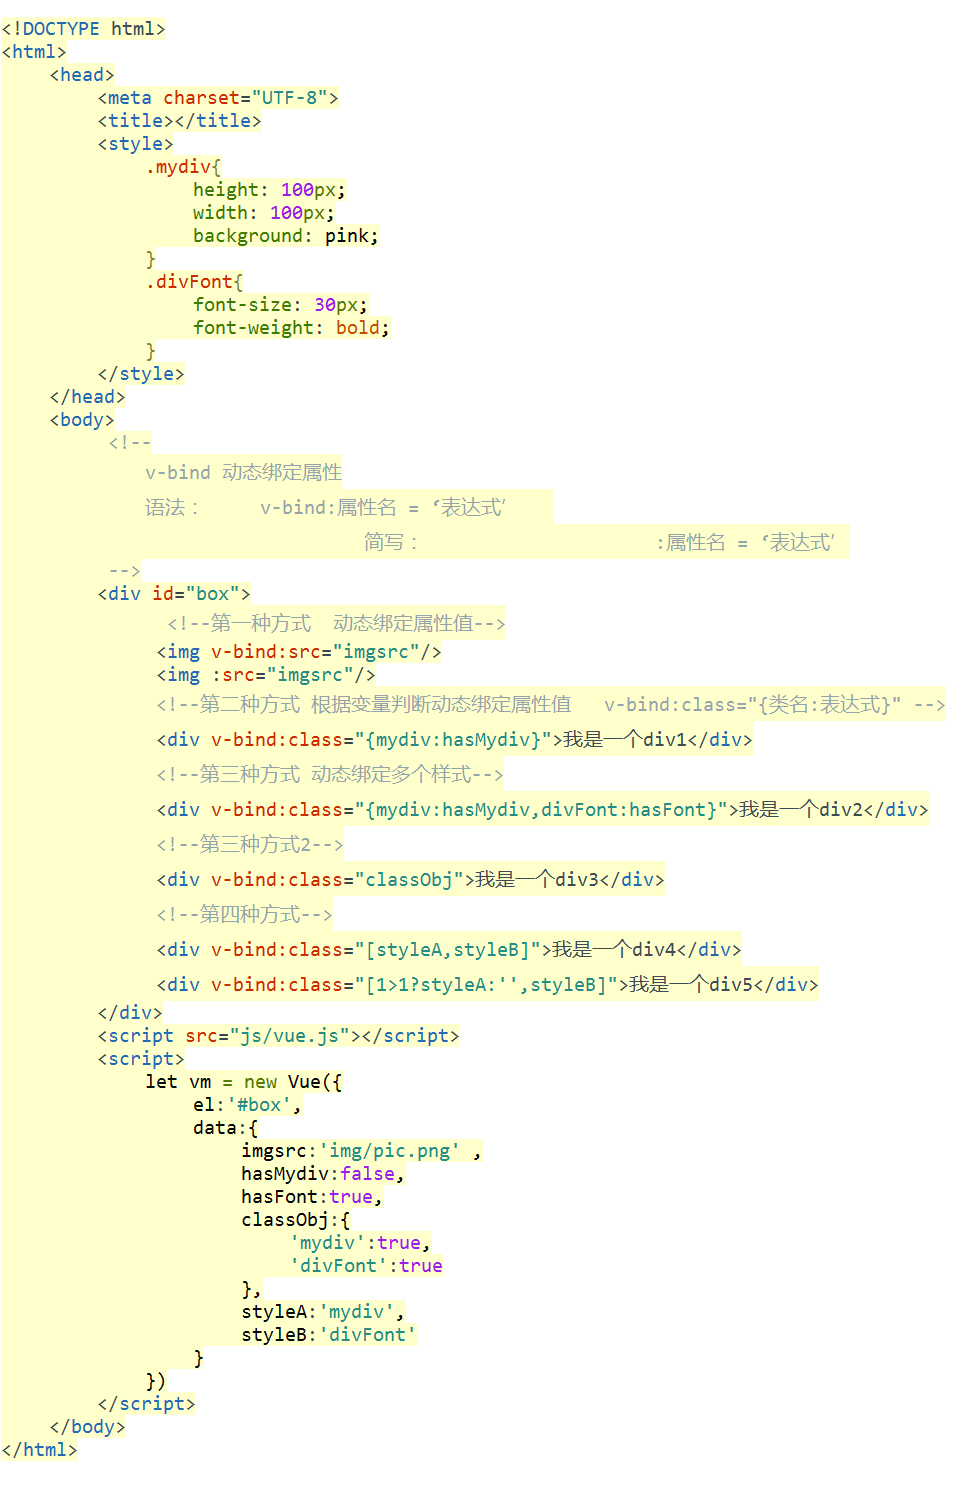 <!DOCTYPE html>
<html>
    <head>
        <meta charset="UTF-8">
        <title></title>
        <style>
            .mydiv{
                height: 100px;
                width: 100px;
                background: pink;
            }
            .divFont{
                font-size: 30px;
                font-weight: bold;
            }
        </style>
    </head>
    <body>
         <!--
            v-bind 动态绑定属性
            语法：    v-bind:属性名 = ‘表达式’
                              简写：                    :属性名 = ‘表达式’
         -->
        <div id="box">
              <!--第一种方式  动态绑定属性值-->
             <img v-bind:src="imgsrc"/>
             <img :src="imgsrc"/>
             <!--第二种方式 根据变量判断动态绑定属性值   v-bind:class="{类名:表达式}" -->
             <div v-bind:class="{mydiv:hasMydiv}">我是一个div1</div>
             <!--第三种方式 动态绑定多个样式-->
             <div v-bind:class="{mydiv:hasMydiv,divFont:hasFont}">我是一个div2</div>
             <!--第三种方式2-->
             <div v-bind:class="classObj">我是一个div3</div>
             <!--第四种方式-->
             <div v-bind:class="[styleA,styleB]">我是一个div4</div>
             <div v-bind:class="[1>1?styleA:'',styleB]">我是一个div5</div>
        </div>
        <script src="js/vue.js"></script>
        <script>
            let vm = new Vue({
                el:'#box',
                data:{
                    imgsrc:'img/pic.png' ,
                    hasMydiv:false,
                    hasFont:true,
                    classObj:{
                        'mydiv':true,
                        'divFont':true
                    },
                    styleA:'mydiv',
                    styleB:'divFont'
                }
            })
        </script>
    </body>
</html>